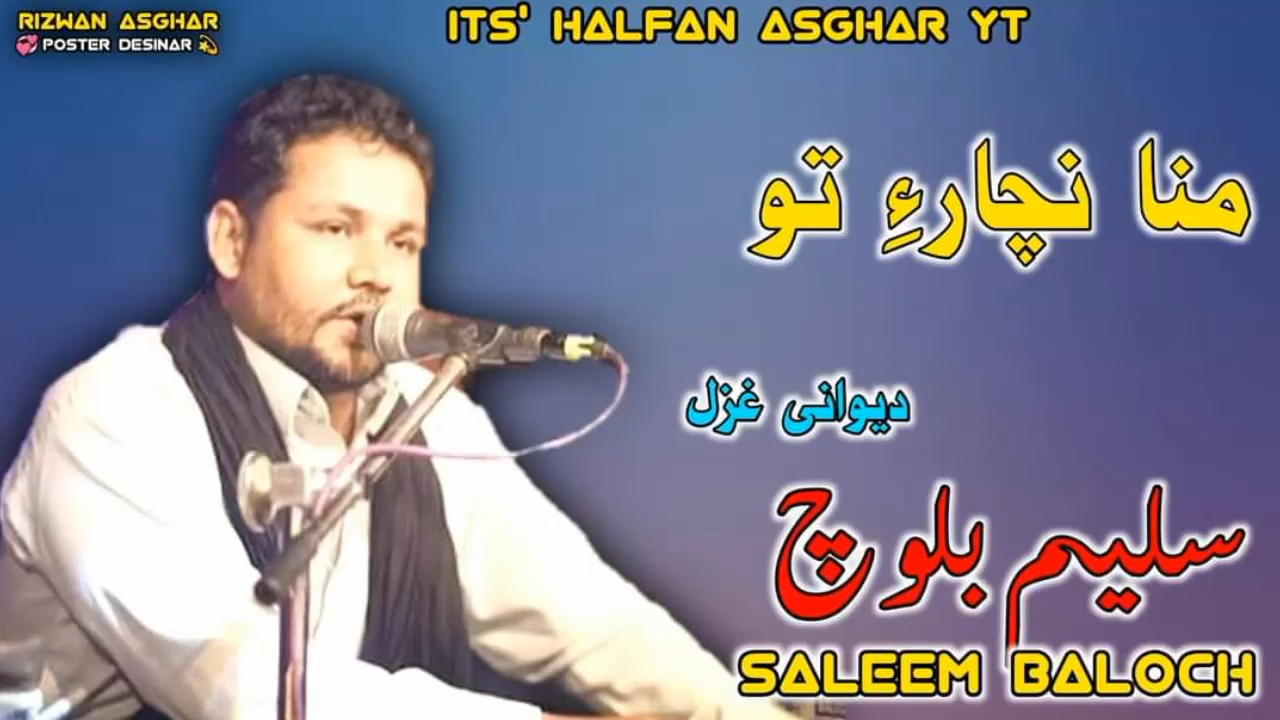 RIZWAN ASGHAR
💞 POSTER DESINAR 💫
ITS' HALFAN ASGHAR YT
منا نچارءِ تو
دیوانی غزل
سلیم بلوچ
SALEEM BALOCH